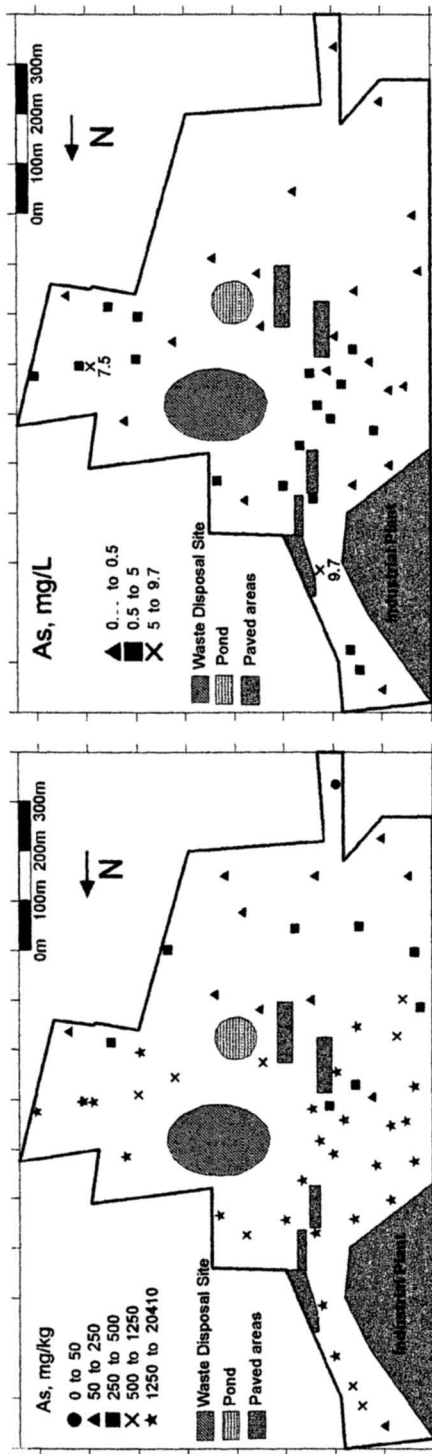 As, mg/L
▲ 0... to 0.5
■ 0.5 to 5
× 5 to 9.7
Waste Disposal Site
Pond
Paved areas
0m 100m 200m 300m
N
7.5
9.7
Industrial Plant
As, mg/kg
● 0 to 50
▲ 50 to 250
■ 250 to 500
× 500 to 1250
★ 1250 to 20410
Waste Disposal Site
Pond
Paved areas
0m 100m 200m 300m
N
Industrial Plant